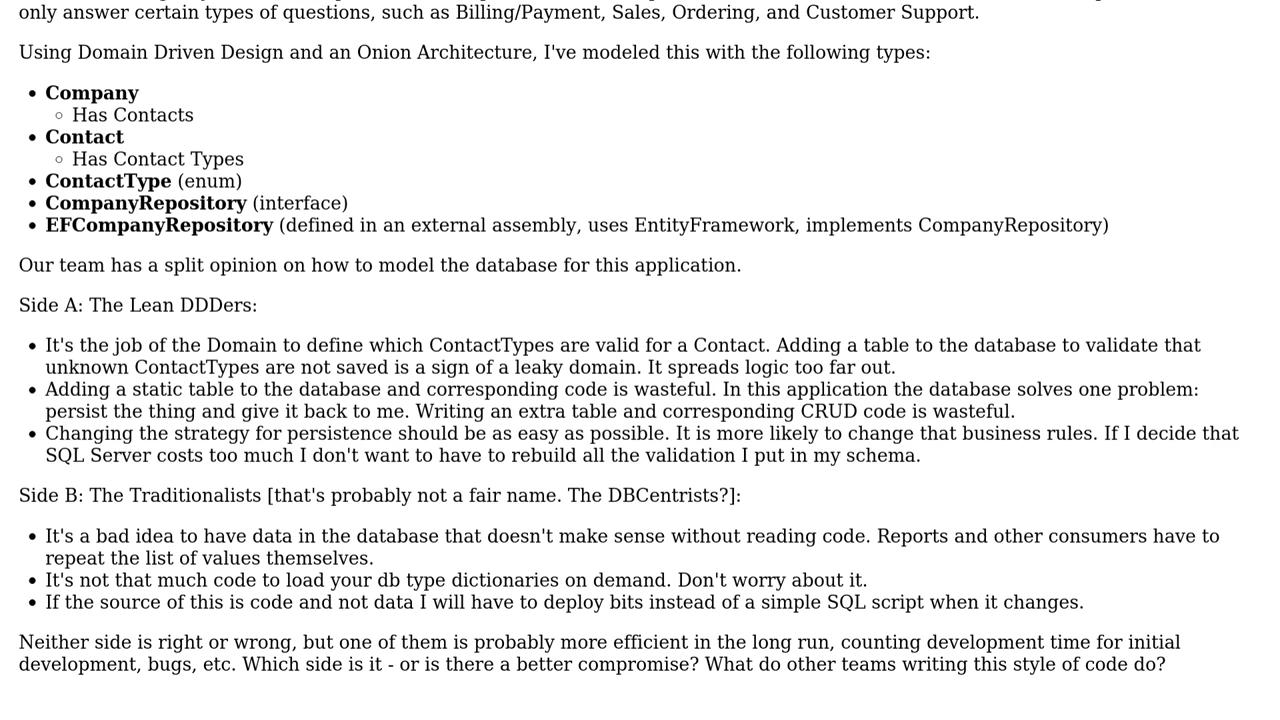 only answer certain types of questions, such as Billing/Payment, Sales, Ordering, and Customer Support.
Using Domain Driven Design and an Onion Architecture, I've modeled this with the following types:
• Company
◦ Has Contacts
• Contact
◦ Has Contact Types
• ContactType (enum)
• CompanyRepository (interface)
• EFCompanyRepository (defined in an external assembly, uses EntityFramework, implements CompanyRepository)
Our team has a split opinion on how to model the database for this application.
Side A: The Lean DDDers:
• It's the job of the Domain to define which ContactTypes are valid for a Contact. Adding a table to the database to validate that
unknown ContactTypes are not saved is a sign of a leaky domain. It spreads logic too far out.
• Adding a static table to the database and corresponding code is wasteful. In this application the database solves one problem:
persist the thing and give it back to me. Writing an extra table and corresponding CRUD code is wasteful.
• Changing the strategy for persistence should be as easy as possible. It is more likely to change that business rules. If I decide that
SQL Server costs too much I don't want to have to rebuild all the validation I put in my schema.
Side B: The Traditionalists [that's probably not a fair name. The DBCentrists?]:
• It's a bad idea to have data in the database that doesn't make sense without reading code. Reports and other consumers have to
repeat the list of values themselves.
• It's not that much code to load your db type dictionaries on demand. Don't worry about it.
• If the source of this is code and not data I will have to deploy bits instead of a simple SQL script when it changes.
Neither side is right or wrong, but one of them is probably more efficient in the long run, counting development time for initial
development, bugs, etc. Which side is it - or is there a better compromise? What do other teams writing this style of code do?